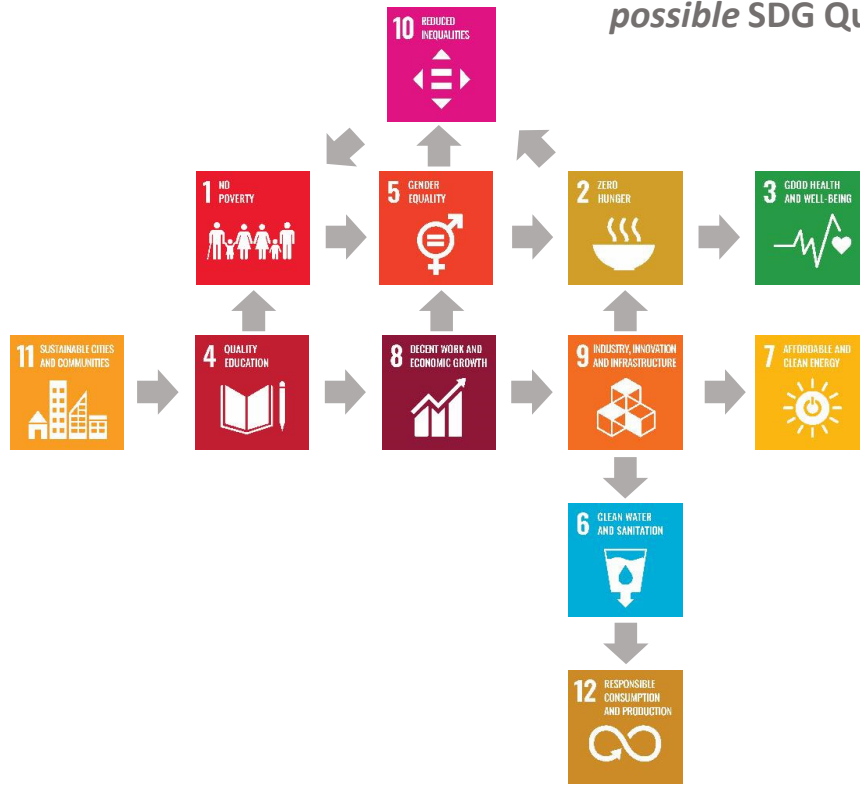 possible SDG Qu
10 REDUCED
INEQUALITIES
1 NO
POVERTY
5 GENDER
EQUALITY
2 ZERO
HUNGER
3 GOOD HEALTH
AND WELL-BEING
11 SUSTAINABLE CITIES
AND COMMUNITIES
4 QUALITY
EDUCATION
8 DECENT WORK AND
ECONOMIC GROWTH
9 INDUSTRY, INNOVATION
AND INFRASTRUCTURE
7 AFFORDABLE AND
CLEAN ENERGY
6 CLEAN WATER
AND SANITATION
12 RESPONSIBLE
CONSUMPTION
AND PRODUCTION